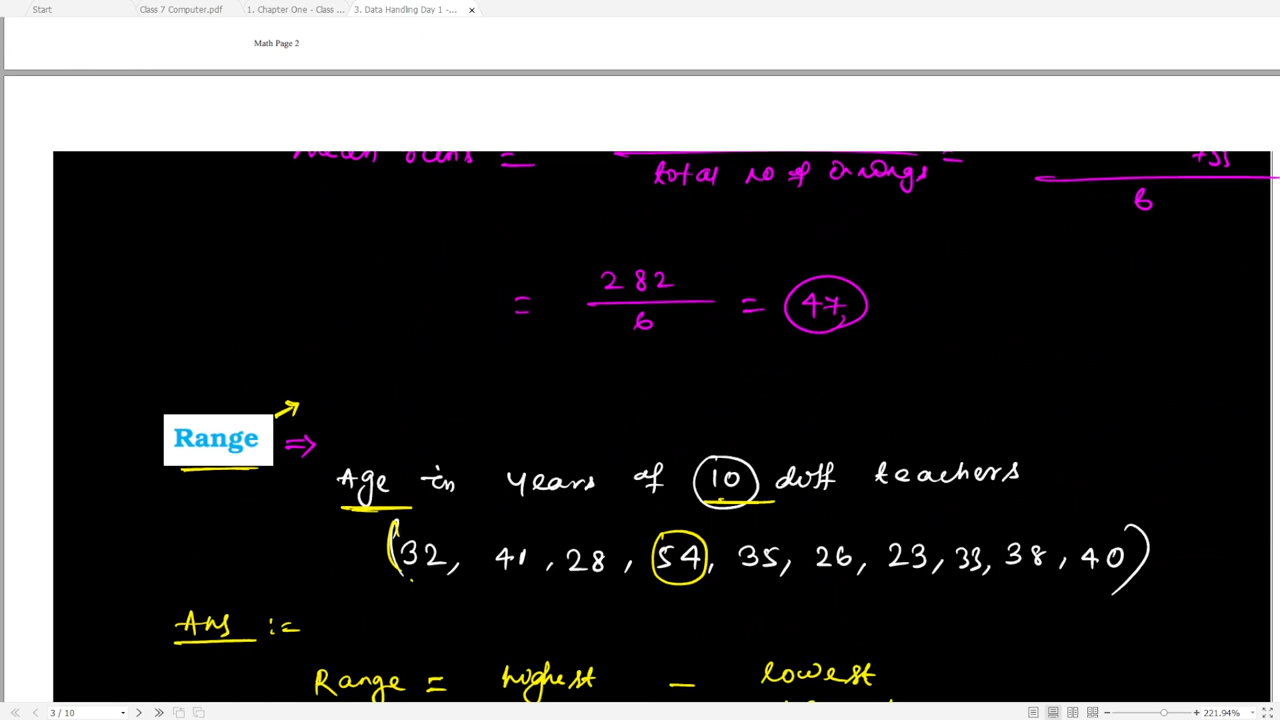 Start Class 7 Computer.pdf 1. Chapter One - Class ... 3. Data Handling Day 1 -... ×
Math Page 2
total no of innings = +55
6
= 282 / 6 = 47
Range ⇒
Age in years of 10 diff teachers
(32, 41, 28, 54, 35, 26, 23, 33, 38, 40)
Ans :=
Range = highest - lowest
3 / 10 221.94%